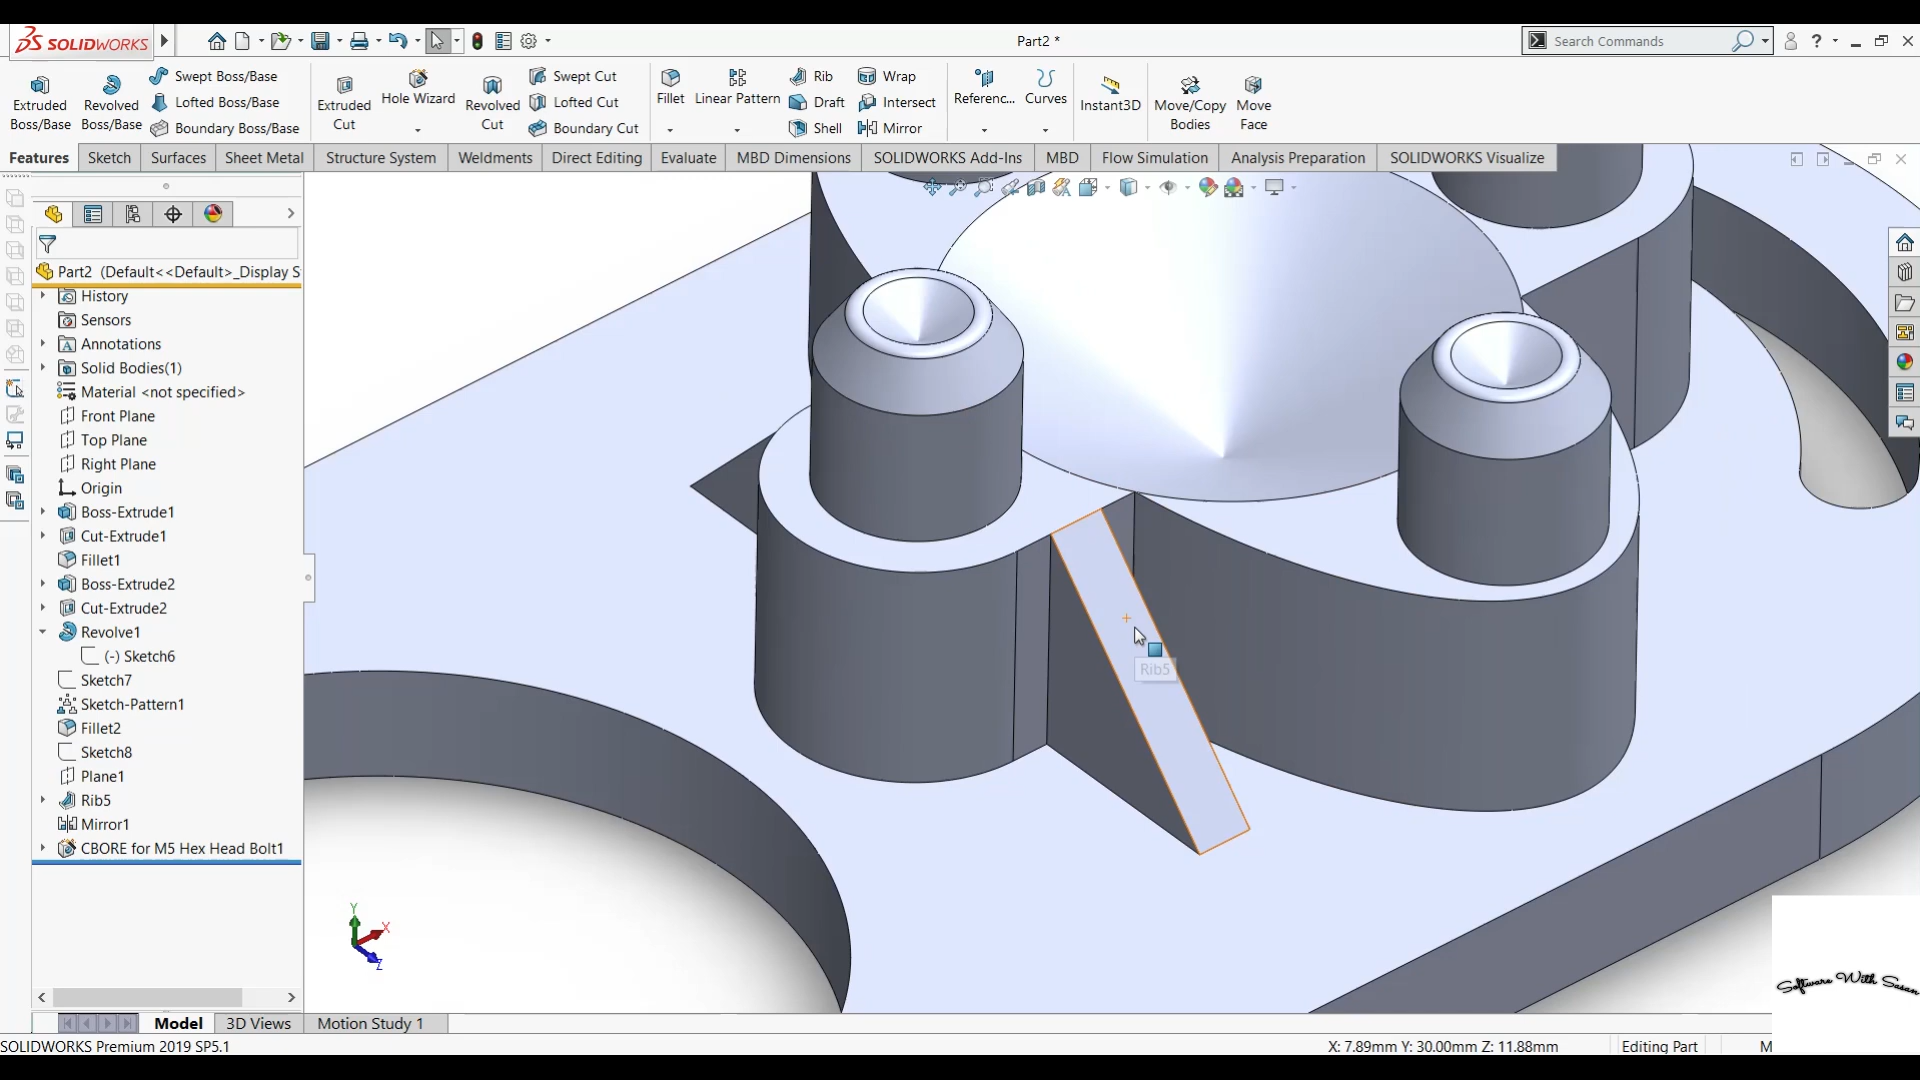 SOLIDWORKS
Part2 *
Search Commands
Extruded Boss/Base
Revolved Boss/Base
Swept Boss/Base
Lofted Boss/Base
Boundary Boss/Base
Extruded Cut
Hole Wizard
Revolved Cut
Swept Cut
Lofted Cut
Boundary Cut
Fillet
Linear Pattern
Rib
Draft
Shell
Wrap
Intersect
Mirror
Referenc...
Curves
Instant3D
Move/Copy Bodies
Move Face
Features
Sketch
Surfaces
Sheet Metal
Structure System
Weldments
Direct Editing
Evaluate
MBD Dimensions
SOLIDWORKS Add-Ins
MBD
Flow Simulation
Analysis Preparation
SOLIDWORKS Visualize
Part2 (Default<<Default>_Display S
History
Sensors
Annotations
Solid Bodies(1)
Material <not specified>
Front Plane
Top Plane
Right Plane
Origin
Boss-Extrude1
Cut-Extrude1
Fillet1
Boss-Extrude2
Cut-Extrude2
Revolve1
(-) Sketch6
Sketch7
Sketch-Pattern1
Fillet2
Sketch8
Plane1
Rib5
Mirror1
CBORE for M5 Hex Head Bolt1
Rib5
Y
X
Z
Model
3D Views
Motion Study 1
SOLIDWORKS Premium 2019 SP5.1
X: 7.89mm Y: 30.00mm Z: 11.88mm
Editing Part
M
Software With Sasan